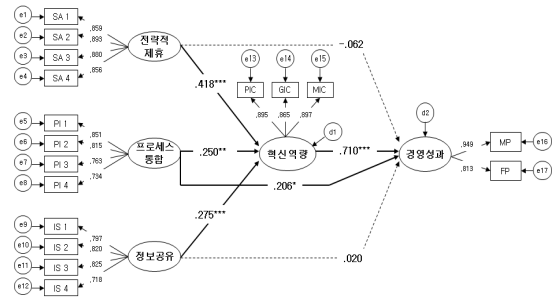 e1 SA 1 .859
e2 SA 2 .893
e3 SA 3 .880
e4 SA 4 .856
전략적
제휴
-.062
.418***
e13 e14 e15
PIC GIC MIC
.895 .865 .897
d1
d2
e5 PI 1 .851
e6 PI 2 .815
e7 PI 3 .763
e8 PI 4 .734
프로세스
통합
.250**
혁신역량
.710***
경영성과
.949 MP e16
.813 FP e17
.206*
.275***
e9 IS 1 .797
e10 IS 2 .820
e11 IS 3 .825
e12 IS 4 .718
정보공유
.020